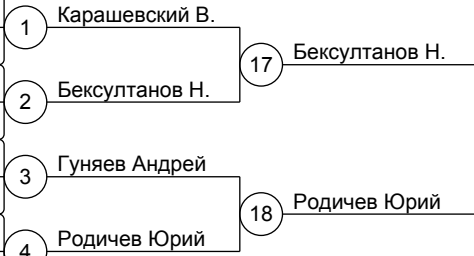 1
Карашевский В.
17
Бексултанов Н.
2
Бексултанов Н.
3
Гуняев Андрей
18
Родичев Юрий
4
Родичев Юрий